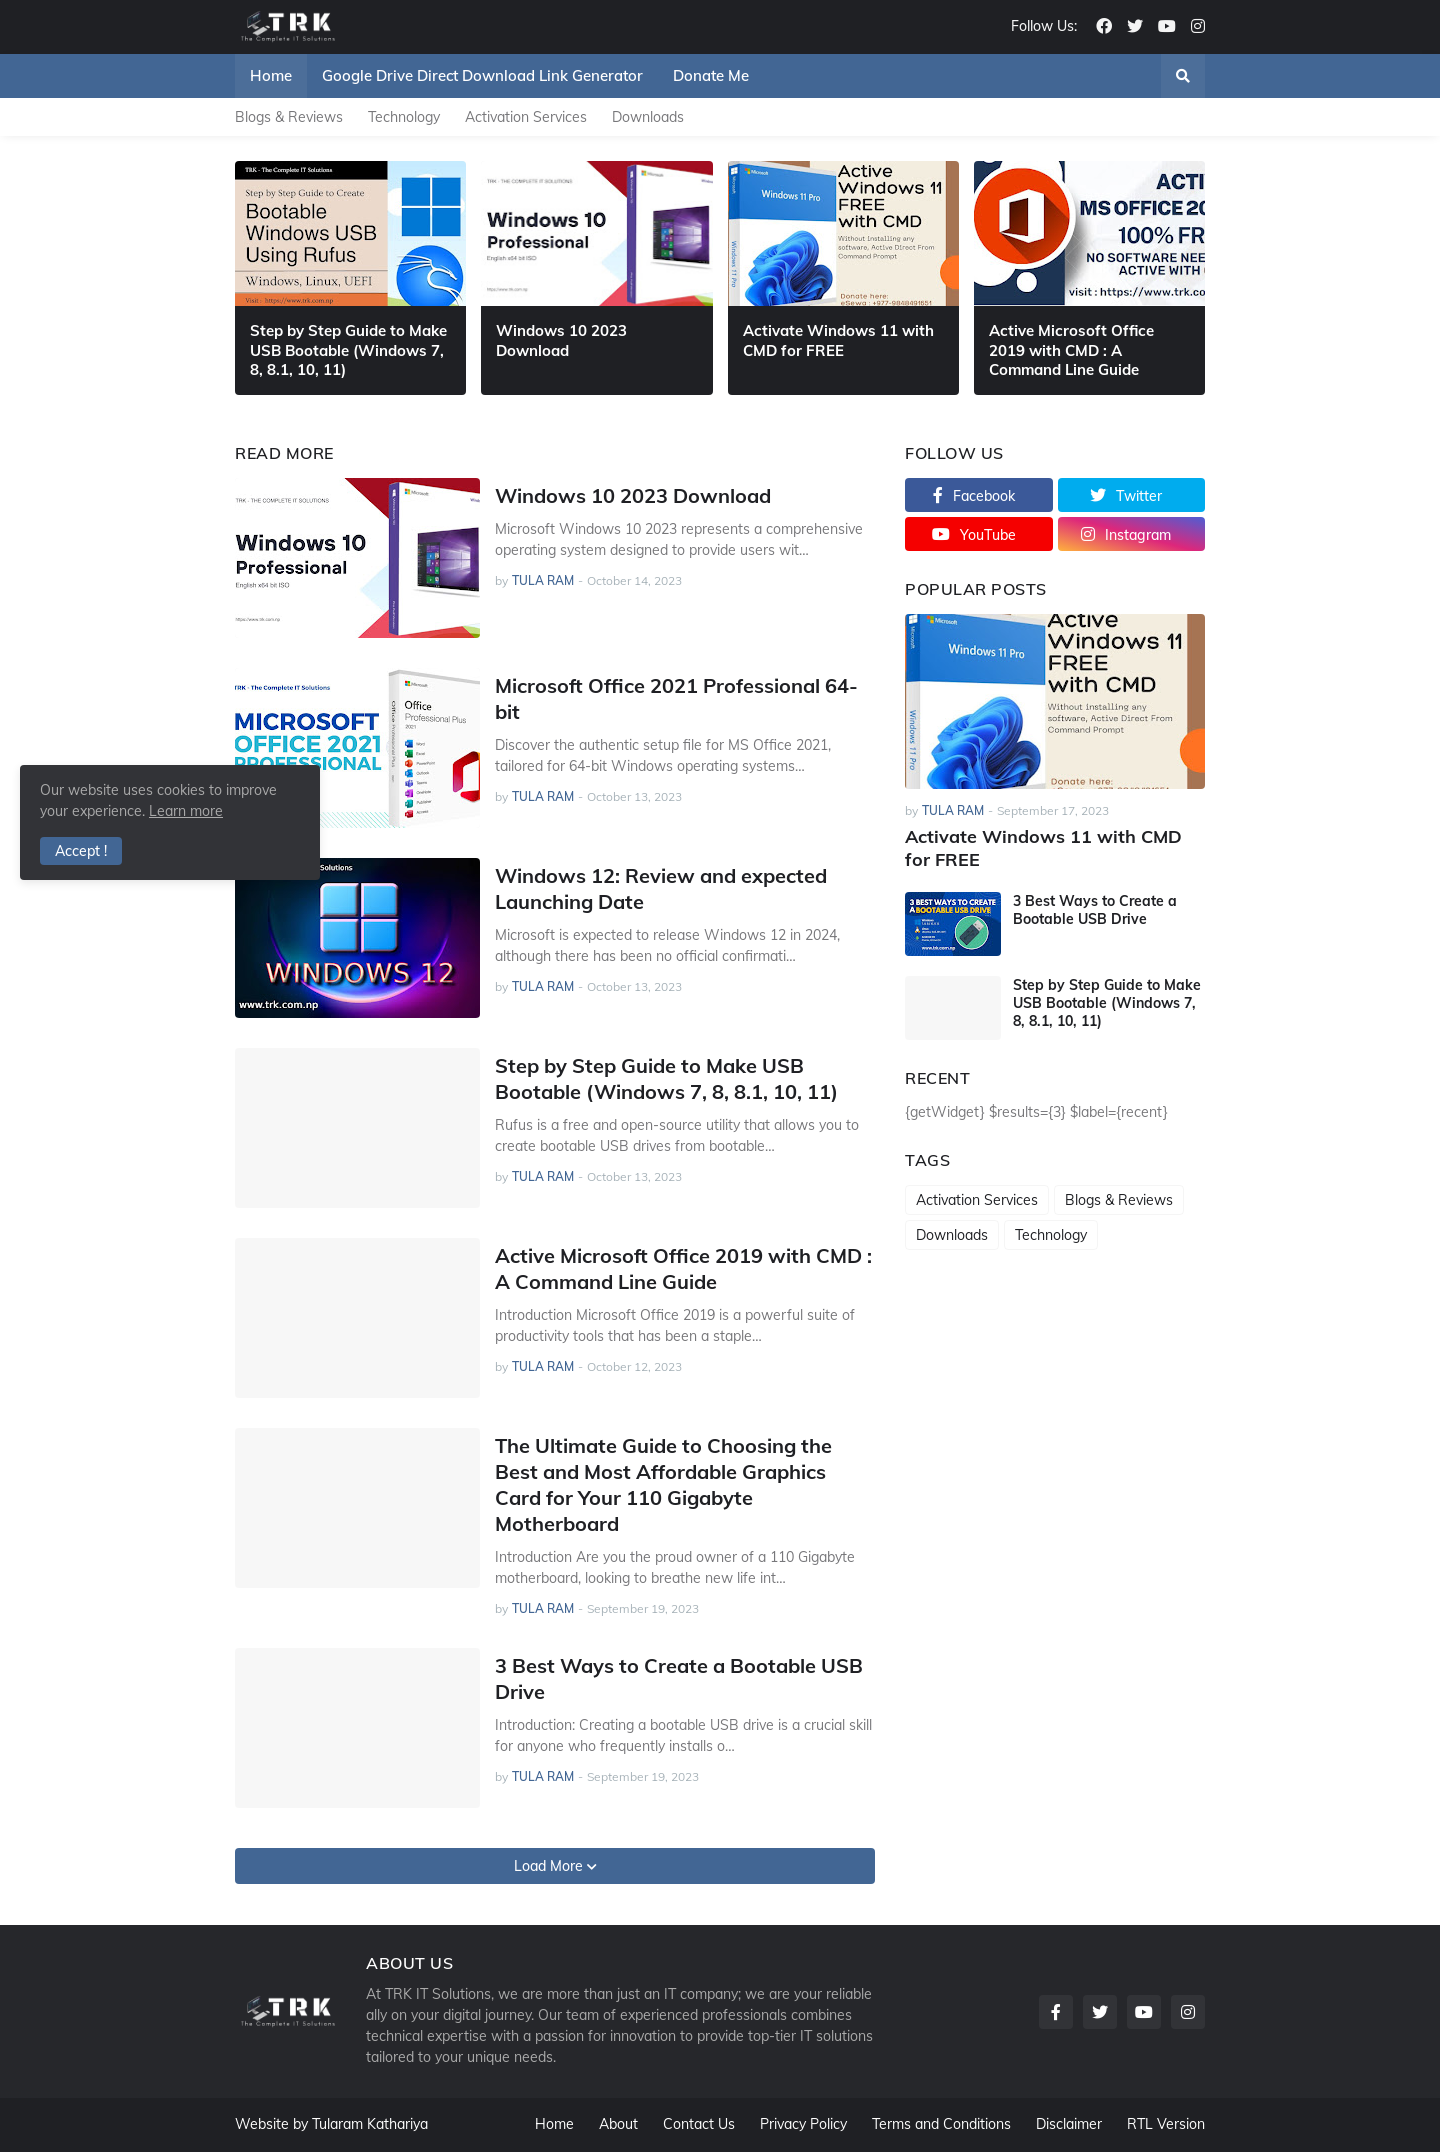 TRK
The Complete IT Solutions
Follow Us:
Home
Google Drive Direct Download Link Generator
Donate Me
Blogs & Reviews
Technology
Activation Services
Downloads
TRK - The Complete IT Solutions
Step by Step Guide to Create
Bootable
Windows USB
Using Rufus
Windows, Linux, UEFI
Visit : https://www.trk.com.np
Step by Step Guide to Make
USB Bootable (Windows 7,
8, 8.1, 10, 11)
TRK - THE COMPLETE IT SOLUTIONS
Windows 10
Professional
English x64 bit ISO
https://www.trk.com.np
Windows 10 2023
Download
Microsoft
Windows 11 Pro
Windows 11 Pro
Active
Windows 11
FREE
with CMD
Without Installing any
software, Active Direct From
Command Prompt
Donate here:
eSewa : +977-9848491651
Activate Windows 11 with
CMD for FREE
ACTI
MS OFFICE 20
100% FR
NO SOFTWARE NEE
ACTIVE WITH
visit : https://www.trk.co
Active Microsoft Office
2019 with CMD : A
Command Line Guide
READ MORE
TRK - THE COMPLETE IT SOLUTIONS
Windows 10
Professional
English x64 bit ISO
https://www.trk.com.np
Windows 10 2023 Download
Microsoft Windows 10 2023 represents a comprehensive
operating system designed to provide users wit...
by TULA RAM - October 14, 2023
TRK - The Complete IT Solutions
MICROSOFT
OFFICE 2021
PROFESSIONAL
Microsoft
Office
Professional Plus
2021
Word
Excel
PowerPoint
Outlook
Teams
OneNote
Publisher
Access
Microsoft Office 2021 Professional 64-
bit
Discover the authentic setup file for MS Office 2021,
tailored for 64-bit Windows operating systems...
by TULA RAM - October 13, 2023
Our website uses cookies to improve
your experience. Learn more
Accept !
Solutions
WINDOWS 12
www.trk.com.np
Windows 12: Review and expected
Launching Date
Microsoft is expected to release Windows 12 in 2024,
although there has been no official confirmati...
by TULA RAM - October 13, 2023
Step by Step Guide to Make USB
Bootable (Windows 7, 8, 8.1, 10, 11)
Rufus is a free and open-source utility that allows you to
create bootable USB drives from bootable...
by TULA RAM - October 13, 2023
Active Microsoft Office 2019 with CMD :
A Command Line Guide
Introduction Microsoft Office 2019 is a powerful suite of
productivity tools that has been a staple...
by TULA RAM - October 12, 2023
The Ultimate Guide to Choosing the
Best and Most Affordable Graphics
Card for Your 110 Gigabyte
Motherboard
Introduction Are you the proud owner of a 110 Gigabyte
motherboard, looking to breathe new life int...
by TULA RAM - September 19, 2023
3 Best Ways to Create a Bootable USB
Drive
Introduction: Creating a bootable USB drive is a crucial skill
for anyone who frequently installs o...
by TULA RAM - September 19, 2023
Load More
FOLLOW US
Facebook
Twitter
YouTube
Instagram
POPULAR POSTS
Microsoft
Windows 11 Pro
Windows 11 Pro
Active
Windows 11
FREE
with CMD
Without Installing any
software, Active Direct From
Command Prompt
Donate here:
by TULA RAM - September 17, 2023
Activate Windows 11 with CMD
for FREE
3 BEST WAYS TO CREATE
A BOOTABLE USB DRIVE
3 Best Ways to Create a
Bootable USB Drive
Step by Step Guide to Make
USB Bootable (Windows 7,
8, 8.1, 10, 11)
RECENT
{getWidget} $results={3} $label={recent}
TAGS
Activation Services
Blogs & Reviews
Downloads
Technology
TRK
The Complete IT Solutions
ABOUT US
At TRK IT Solutions, we are more than just an IT company; we are your reliable
ally on your digital journey. Our team of experienced professionals combines
technical expertise with a passion for innovation to provide top-tier IT solutions
tailored to your unique needs.
Website by Tularam Kathariya
Home
About
Contact Us
Privacy Policy
Terms and Conditions
Disclaimer
RTL Version